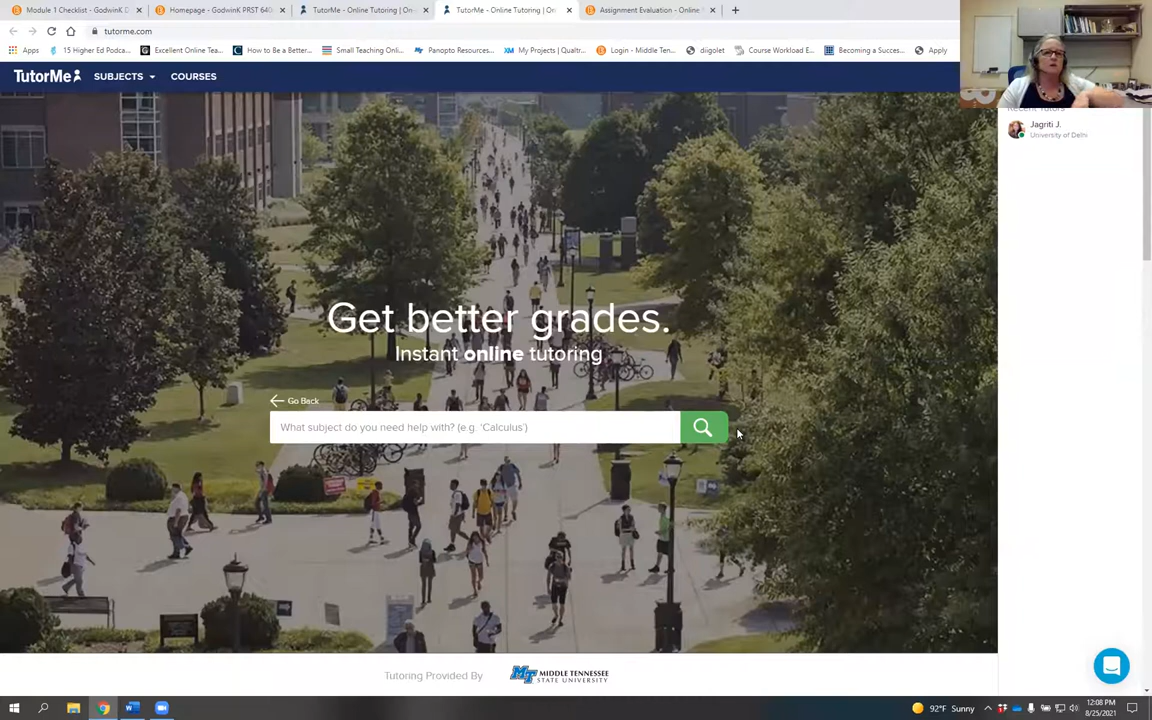 Module 1 Checklist - GodwinK D
Homepage - GodwinK PRST 640
TutorMe - Online Tutoring | On-
TutorMe - Online Tutoring | On
Assignment Evaluation - Online
tutorme.com
Apps
15 Higher Ed Podca...
Excellent Online Tea...
How to Be a Better...
Small Teaching Onli...
Panopto Resources...
My Projects | Qualtr...
Login - Middle Ten...
diigolet
Course Workload E...
Becoming a Succes...
Apply
TutorMe
SUBJECTS
COURSES
Recent Tutors
Jagriti J.
University of Delhi
Get better grades.
Instant online tutoring
Go Back
What subject do you need help with? (e.g. 'Calculus')
Tutoring Provided By
MT
MIDDLE TENNESSEE
STATE UNIVERSITY
92°F Sunny
12:08 PM
8/25/2021